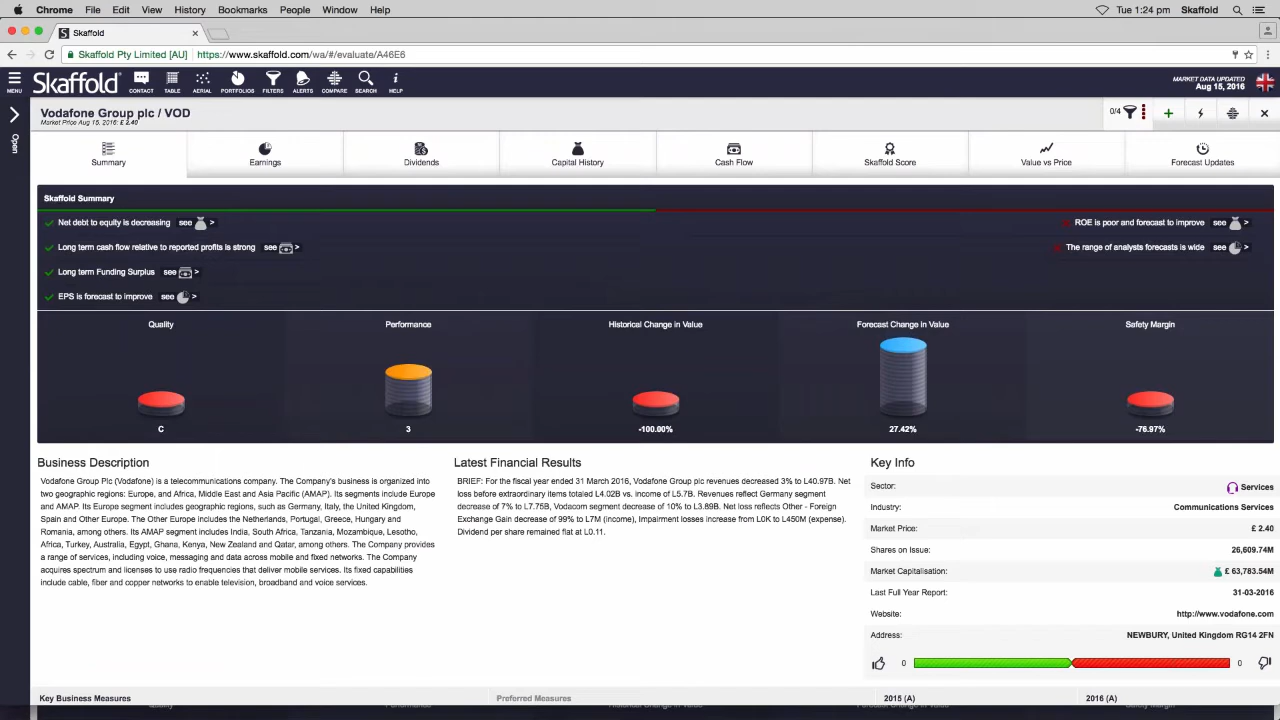 Chrome File Edit View History Bookmarks People Window Help Tue 1:24 pm Skaffold
S Skaffold
Skaffold Pty Limited [AU] https://www.skaffold.com/wa/#/evaluate/A46E6
MENU Skaffold CONTACT TABLE AERIAL PORTFOLIOS FILTERS ALERTS COMPARE SEARCH HELP
MARKET DATA UPDATED
Aug 15, 2016
Open
Vodafone Group plc / VOD
Market Price Aug 15, 2016: £ 2.40
0/4
Summary Earnings Dividends Capital History Cash Flow Skaffold Score Value vs Price Forecast Updates
Skaffold Summary
Net debt to equity is decreasing see >
ROE is poor and forecast to improve see >
Long term cash flow relative to reported profits is strong see >
The range of analysts forecasts is wide see >
Long term Funding Surplus see >
EPS is forecast to improve see >
Quality Performance Historical Change in Value Forecast Change in Value Safety Margin
C 3 -100.00% 27.42% -76.97%
Business Description
Vodafone Group Plc (Vodafone) is a telecommunications company. The Company's business is organized into
two geographic regions: Europe, and Africa, Middle East and Asia Pacific (AMAP). Its segments include Europe
and AMAP. Its Europe segment includes geographic regions, such as Germany, Italy, the United Kingdom,
Spain and Other Europe. The Other Europe includes the Netherlands, Portugal, Greece, Hungary and
Romania, among others. Its AMAP segment includes India, South Africa, Tanzania, Mozambique, Lesotho,
Africa, Turkey, Australia, Egypt, Ghana, Kenya, New Zealand and Qatar, among others. The Company provides
a range of services, including voice, messaging and data across mobile and fixed networks. The Company
acquires spectrum and licenses to use radio frequencies that deliver mobile services. Its fixed capabilities
include cable, fiber and copper networks to enable television, broadband and voice services.
Latest Financial Results
BRIEF: For the fiscal year ended 31 March 2016, Vodafone Group plc revenues decreased 3% to L40.97B. Net
loss before extraordinary items totaled L4.02B vs. income of L5.7B. Revenues reflect Germany segment
decrease of 7% to L7.75B, Vodacom segment decrease of 10% to L3.89B. Net loss reflects Other - Foreign
Exchange Gain decrease of 99% to L7M (income), Impairment losses increase from L0K to L450M (expense).
Dividend per share remained flat at L0.11.
Key Info
Sector: Services
Industry: Communications Services
Market Price: £ 2.40
Shares on Issue: 26,609.74M
Market Capitalisation: £ 63,783.54M
Last Full Year Report: 31-03-2016
Website: http://www.vodafone.com
Address: NEWBURY, United Kingdom RG14 2FN
0 0
Key Business Measures Preferred Measures 2015 (A) 2016 (A)
Quality Performance Historical Change in Value Forecast Change in Value Safety Margin